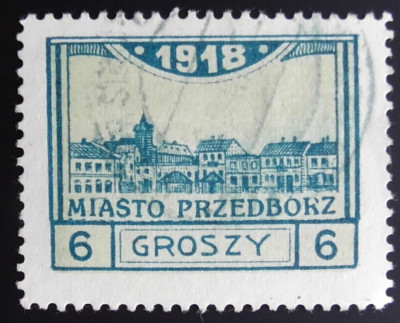 · 1918 ·
MIASTO PRZEDBORZ
6 GROSZY 6